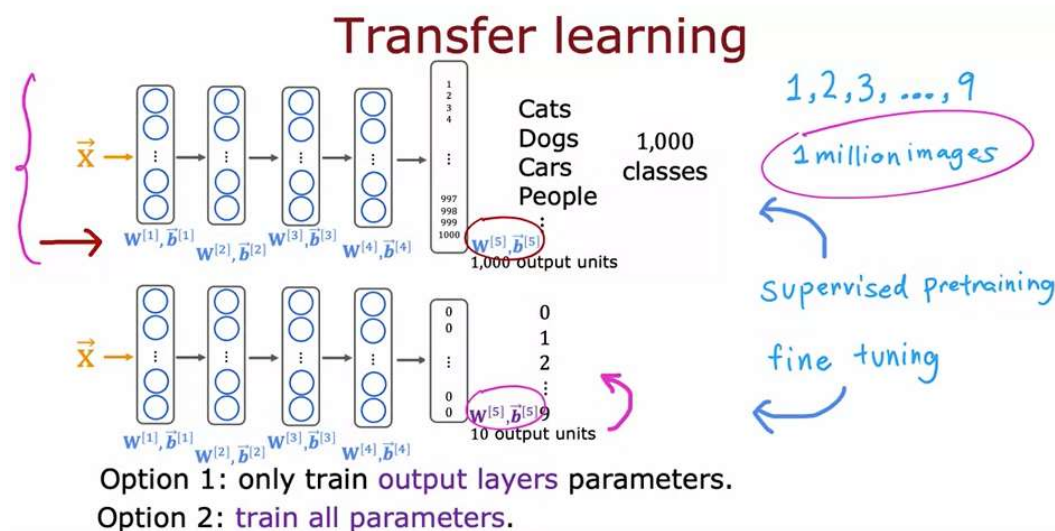 Transfer learning
1
2
3
4
⋮
997
998
999
1000
x⃗
⋮ ⋮ ⋮ ⋮
W[1], b⃗[1]
W[2], b⃗[2]
W[3], b⃗[3]
W[4], b⃗[4]
W[5], b⃗[5]
1,000 output units
Cats
Dogs
Cars
People
⋮
1,000
classes
1, 2, 3, ...., 9
1 million images
supervised pretraining
fine tuning
x⃗
⋮ ⋮ ⋮ ⋮
W[1], b⃗[1]
W[2], b⃗[2]
W[3], b⃗[3]
W[4], b⃗[4]
0
0
⋮
0
0
0
1
2
⋮
W[5], b⃗[5] 9
10 output units
Option 1: only train output layers parameters.
Option 2: train all parameters.